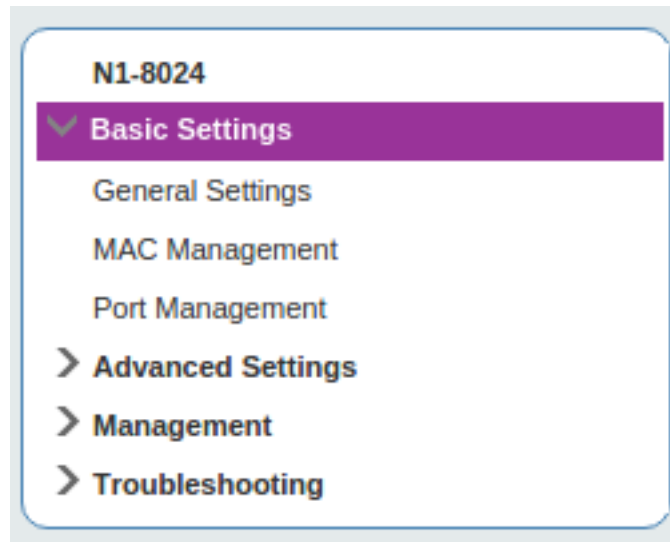 N1-8024
Basic Settings
General Settings
MAC Management
Port Management
Advanced Settings
Management
Troubleshooting